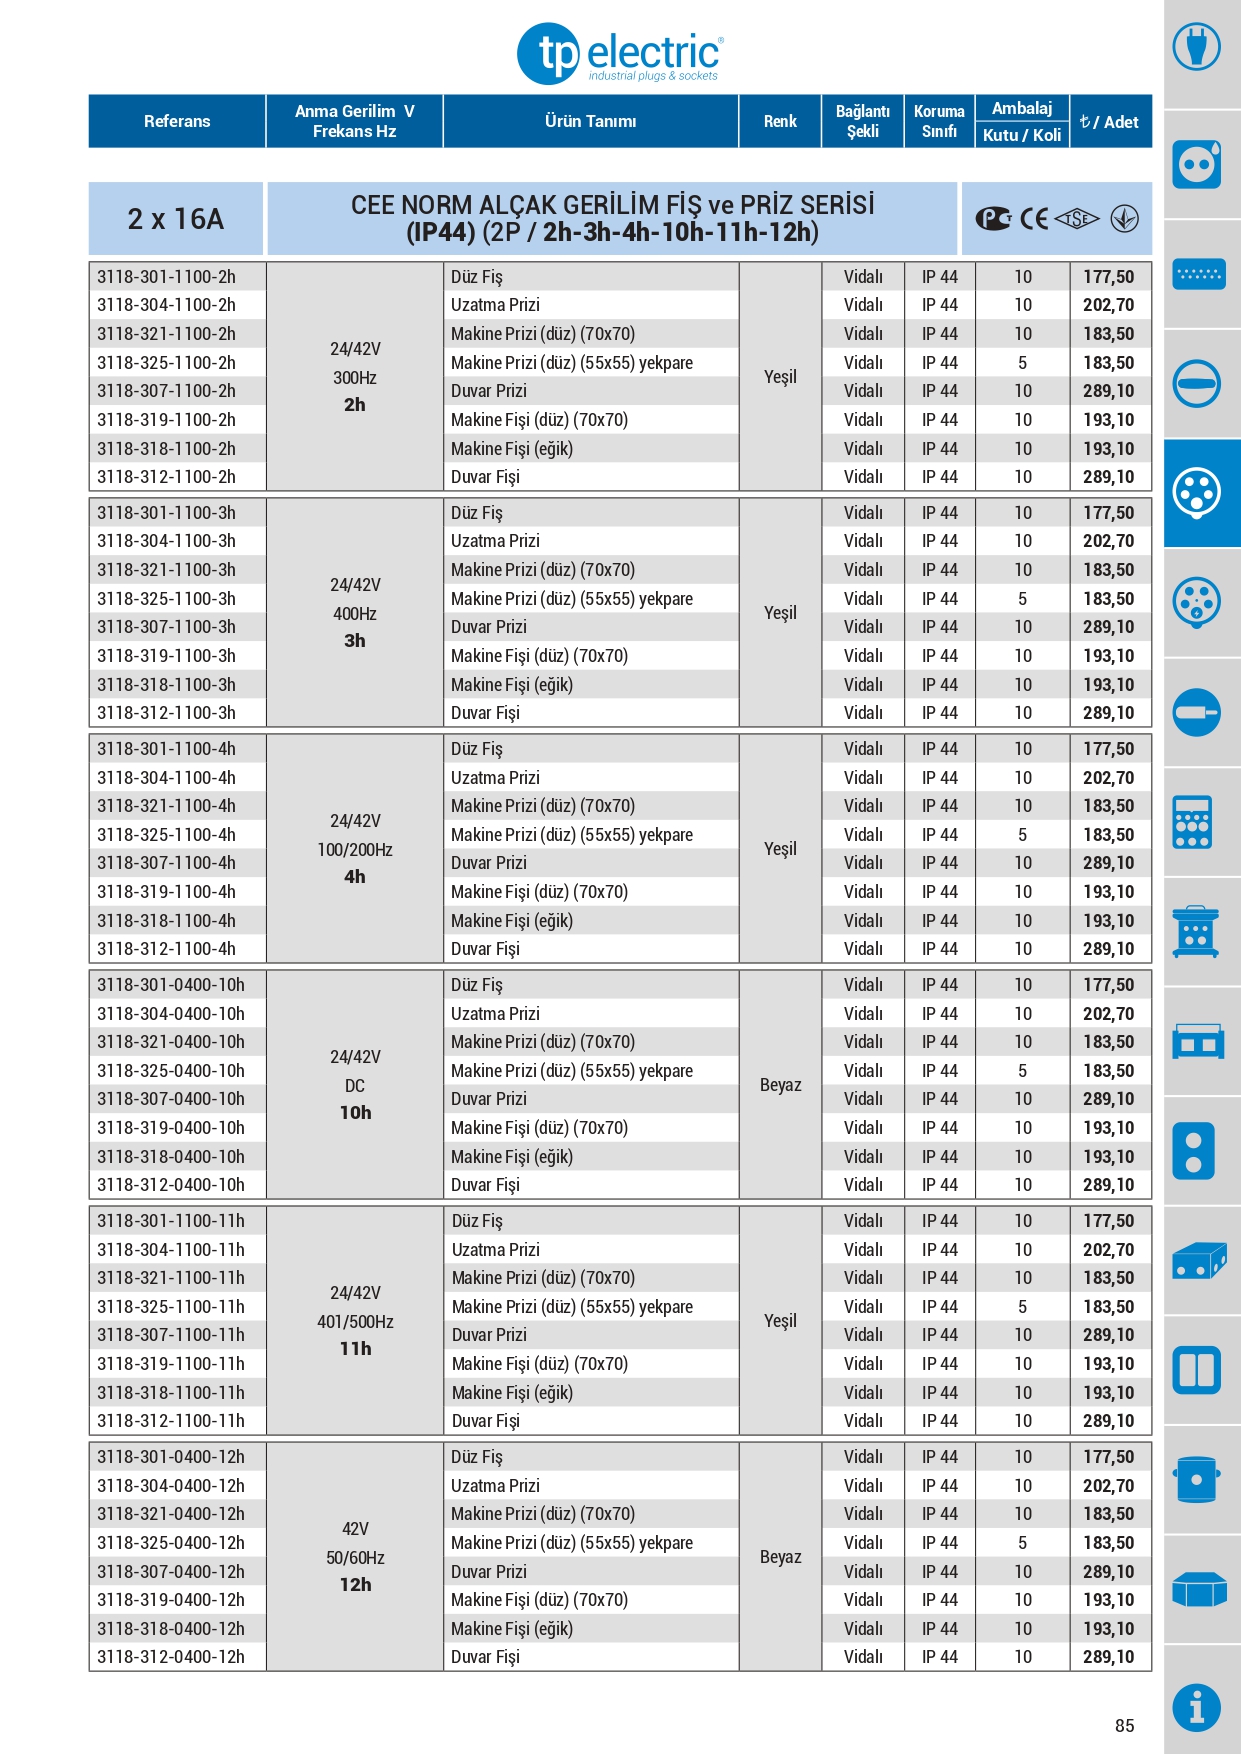 tp electric®
industrial plugs & sockets
Referans Anma Gerilim V Frekans Hz Ürün Tanımı Renk Bağlantı Şekli Koruma Sınıfı Ambalaj Kutu / Koli ₺ / Adet
2 x 16A
CEE NORM ALÇAK GERİLİM FİŞ ve PRİZ SERİSİ
(IP44) (2P / 2h-3h-4h-10h-11h-12h)
24/42V
300Hz
2h
Yeşil
3118-301-1100-2h Düz Fiş Vidalı IP 44 10 177,50
3118-304-1100-2h Uzatma Prizi Vidalı IP 44 10 202,70
3118-321-1100-2h Makine Prizi (düz) (70x70) Vidalı IP 44 10 183,50
3118-325-1100-2h Makine Prizi (düz) (55x55) yekpare Vidalı IP 44 5 183,50
3118-307-1100-2h Duvar Prizi Vidalı IP 44 10 289,10
3118-319-1100-2h Makine Fişi (düz) (70x70) Vidalı IP 44 10 193,10
3118-318-1100-2h Makine Fişi (eğik) Vidalı IP 44 10 193,10
3118-312-1100-2h Duvar Fişi Vidalı IP 44 10 289,10
24/42V
400Hz
3h
Yeşil
3118-301-1100-3h Düz Fiş Vidalı IP 44 10 177,50
3118-304-1100-3h Uzatma Prizi Vidalı IP 44 10 202,70
3118-321-1100-3h Makine Prizi (düz) (70x70) Vidalı IP 44 10 183,50
3118-325-1100-3h Makine Prizi (düz) (55x55) yekpare Vidalı IP 44 5 183,50
3118-307-1100-3h Duvar Prizi Vidalı IP 44 10 289,10
3118-319-1100-3h Makine Fişi (düz) (70x70) Vidalı IP 44 10 193,10
3118-318-1100-3h Makine Fişi (eğik) Vidalı IP 44 10 193,10
3118-312-1100-3h Duvar Fişi Vidalı IP 44 10 289,10
24/42V
100/200Hz
4h
Yeşil
3118-301-1100-4h Düz Fiş Vidalı IP 44 10 177,50
3118-304-1100-4h Uzatma Prizi Vidalı IP 44 10 202,70
3118-321-1100-4h Makine Prizi (düz) (70x70) Vidalı IP 44 10 183,50
3118-325-1100-4h Makine Prizi (düz) (55x55) yekpare Vidalı IP 44 5 183,50
3118-307-1100-4h Duvar Prizi Vidalı IP 44 10 289,10
3118-319-1100-4h Makine Fişi (düz) (70x70) Vidalı IP 44 10 193,10
3118-318-1100-4h Makine Fişi (eğik) Vidalı IP 44 10 193,10
3118-312-1100-4h Duvar Fişi Vidalı IP 44 10 289,10
24/42V
DC
10h
Beyaz
3118-301-0400-10h Düz Fiş Vidalı IP 44 10 177,50
3118-304-0400-10h Uzatma Prizi Vidalı IP 44 10 202,70
3118-321-0400-10h Makine Prizi (düz) (70x70) Vidalı IP 44 10 183,50
3118-325-0400-10h Makine Prizi (düz) (55x55) yekpare Vidalı IP 44 5 183,50
3118-307-0400-10h Duvar Prizi Vidalı IP 44 10 289,10
3118-319-0400-10h Makine Fişi (düz) (70x70) Vidalı IP 44 10 193,10
3118-318-0400-10h Makine Fişi (eğik) Vidalı IP 44 10 193,10
3118-312-0400-10h Duvar Fişi Vidalı IP 44 10 289,10
24/42V
401/500Hz
11h
Yeşil
3118-301-1100-11h Düz Fiş Vidalı IP 44 10 177,50
3118-304-1100-11h Uzatma Prizi Vidalı IP 44 10 202,70
3118-321-1100-11h Makine Prizi (düz) (70x70) Vidalı IP 44 10 183,50
3118-325-1100-11h Makine Prizi (düz) (55x55) yekpare Vidalı IP 44 5 183,50
3118-307-1100-11h Duvar Prizi Vidalı IP 44 10 289,10
3118-319-1100-11h Makine Fişi (düz) (70x70) Vidalı IP 44 10 193,10
3118-318-1100-11h Makine Fişi (eğik) Vidalı IP 44 10 193,10
3118-312-1100-11h Duvar Fişi Vidalı IP 44 10 289,10
42V
50/60Hz
12h
Beyaz
3118-301-0400-12h Düz Fiş Vidalı IP 44 10 177,50
3118-304-0400-12h Uzatma Prizi Vidalı IP 44 10 202,70
3118-321-0400-12h Makine Prizi (düz) (70x70) Vidalı IP 44 10 183,50
3118-325-0400-12h Makine Prizi (düz) (55x55) yekpare Vidalı IP 44 5 183,50
3118-307-0400-12h Duvar Prizi Vidalı IP 44 10 289,10
3118-319-0400-12h Makine Fişi (düz) (70x70) Vidalı IP 44 10 193,10
3118-318-0400-12h Makine Fişi (eğik) Vidalı IP 44 10 193,10
3118-312-0400-12h Duvar Fişi Vidalı IP 44 10 289,10
85